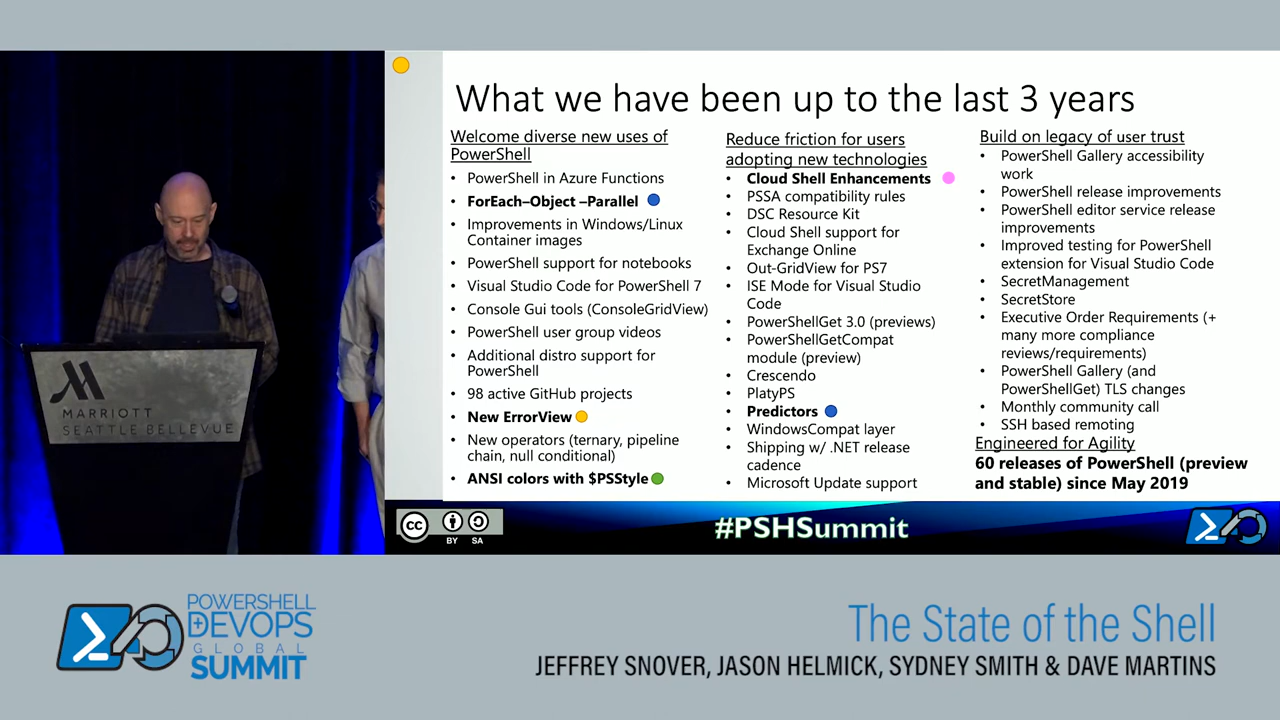 What we have been up to the last 3 years
Welcome diverse new uses of
PowerShell
• PowerShell in Azure Functions
• ForEach–Object –Parallel
• Improvements in Windows/Linux
Container images
• PowerShell support for notebooks
• Visual Studio Code for PowerShell 7
• Console Gui tools (ConsoleGridView)
• PowerShell user group videos
• Additional distro support for
PowerShell
• 98 active GitHub projects
• New ErrorView
• New operators (ternary, pipeline
chain, null conditional)
• ANSI colors with $PSStyle
Reduce friction for users
adopting new technologies
• Cloud Shell Enhancements
• PSSA compatibility rules
• DSC Resource Kit
• Cloud Shell support for
Exchange Online
• Out-GridView for PS7
• ISE Mode for Visual Studio
Code
• PowerShellGet 3.0 (previews)
• PowerShellGetCompat
module (preview)
• Crescendo
• PlatyPS
• Predictors
• WindowsCompat layer
• Shipping w/ .NET release
cadence
• Microsoft Update support
Build on legacy of user trust
• PowerShell Gallery accessibility
work
• PowerShell release improvements
• PowerShell editor service release
improvements
• Improved testing for PowerShell
extension for Visual Studio Code
• SecretManagement
• SecretStore
• Executive Order Requirements (+
many more compliance
reviews/requirements)
• PowerShell Gallery (and
PowerShellGet) TLS changes
• Monthly community call
• SSH based remoting
Engineered for Agility
60 releases of PowerShell (preview
and stable) since May 2019
MARRIOTT
SEATTLE BELLEVUE
cc
BY SA
#PSHSummit
POWERSHELL
+DEVOPS
GLOBAL
SUMMIT
The State of the Shell
JEFFREY SNOVER, JASON HELMICK, SYDNEY SMITH & DAVE MARTINS